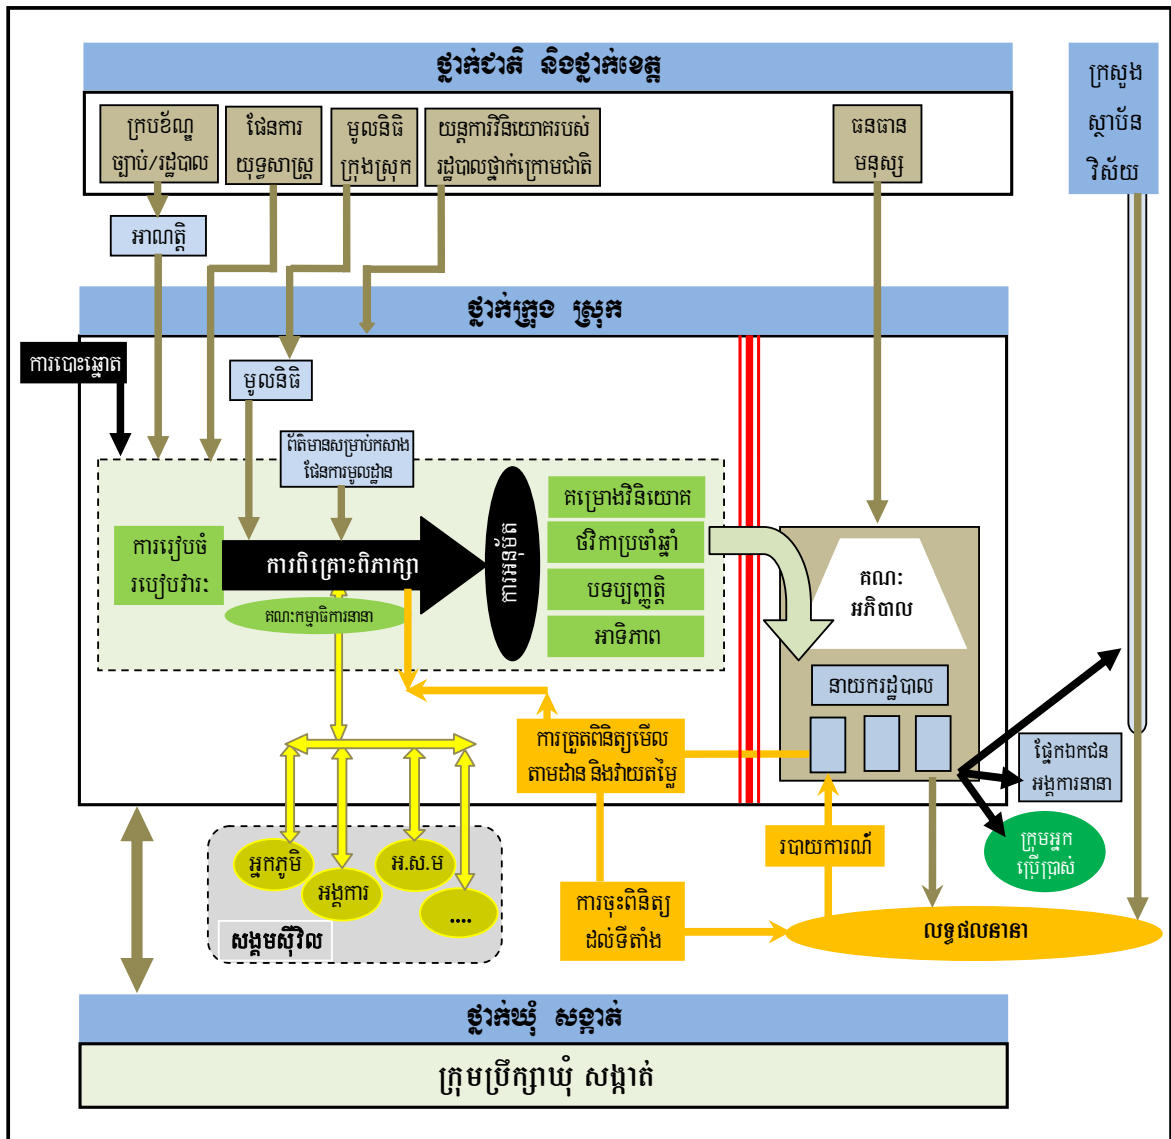 ថ្នាក់ជាតិ និងថ្នាក់ខេត្ត
ក្រសួង
ស្ថាប័ន
វិស័យ
ក្របខ័ណ្ឌ
ច្បាប់/រដ្ឋបាល
ផែនការ
យុទ្ធសាស្ត្រ
មូលនិធិ
ក្រុងស្រុក
យន្តការវិនិយោគរបស់
រដ្ឋបាលថ្នាក់ក្រោមជាតិ
ធនធាន
មនុស្ស
អាណត្តិ
ថ្នាក់ក្រុង ស្រុក
ការបោះឆ្នោត
មូលនិធិ
ព័ត៌មានសម្រាប់កសាង
ផែនការមូលដ្ឋាន
ការរៀបចំ
របៀបវារៈ
ការពិគ្រោះពិភាក្សា
គណៈកម្មាធិការនានា
ការអនុម័ត
គម្រោងវិនិយោគ
ថវិកាប្រចាំឆ្នាំ
បទប្បញ្ញត្តិ
អាទិភាព
គណៈ
អភិបាល
នាយករដ្ឋបាល
ការត្រួតពិនិត្យមើល
តាមដាន និងវាយតម្លៃ
ផ្នែកឯកជន
អង្គការនានា
ក្រុមអ្នក
ប្រើប្រាស់
របាយការណ៍
អ្នកភូមិ
អង្គការ
អ.ស.ម
....
សង្គមស៊ីវិល
ការចុះពិនិត្យ
ដល់ទីតាំង
លទ្ធផលនានា
ថ្នាក់ឃុំ សង្កាត់
ក្រុមប្រឹក្សាឃុំ សង្កាត់